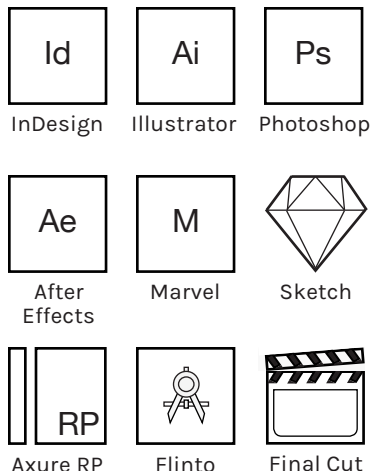 Id Ai Ps
InDesign Illustrator Photoshop
Ae M
After Effects Marvel Sketch
RP
Axure RP Flinto Final Cut